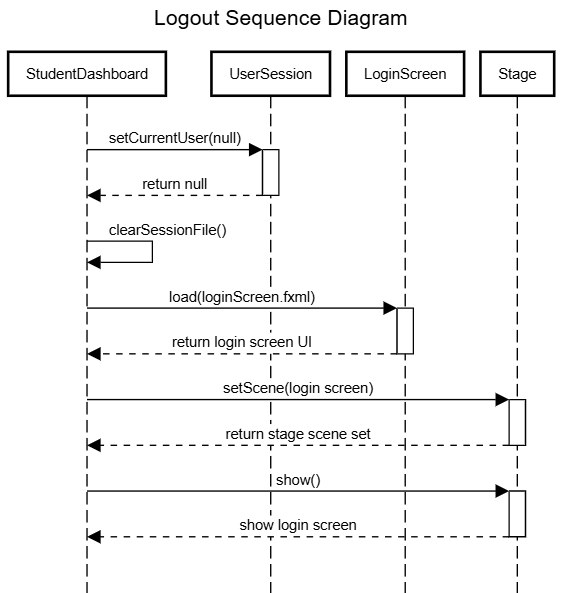 Logout Sequence Diagram
StudentDashboard
UserSession
LoginScreen
Stage
setCurrentUser(null)
return null
clearSessionFile()
load(loginScreen.fxml)
return login screen UI
setScene(login screen)
return stage scene set
show()
show login screen